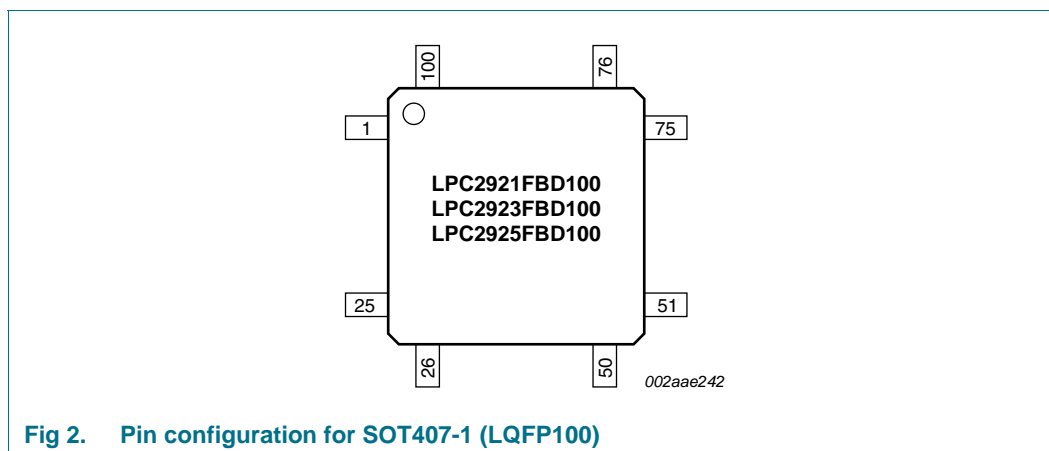 100
76
1
75
LPC2921FBD100
LPC2923FBD100
LPC2925FBD100
25
51
26
50
002aae242
Fig 2. Pin configuration for SOT407-1 (LQFP100)